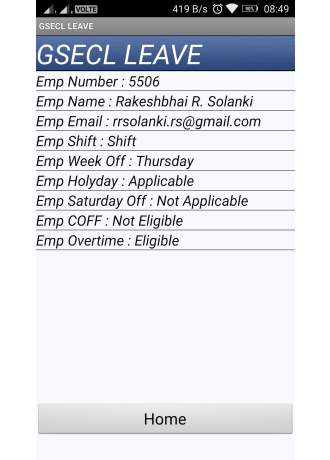 VOLTE 419 B/s 96% 08:49
GSECL LEAVE
GSECL LEAVE
Emp Number : 5506
Emp Name : Rakeshbhai R. Solanki
Emp Email : rrsolanki.rs@gmail.com
Emp Shift : Shift
Emp Week Off : Thursday
Emp Holyday : Applicable
Emp Saturday Off : Not Applicable
Emp COFF : Not Eligible
Emp Overtime : Eligible
Home